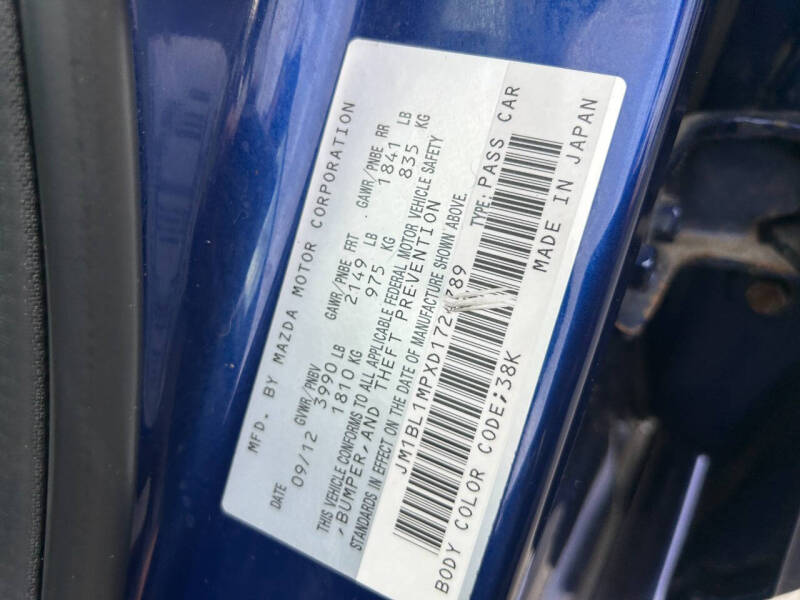 MFD. BY MAZDA MOTOR CORPORATION
DATE GVWR/PNBV GAWR/PNBE FRT . GAWR/PNBE RR
09/12 3990 LB 2149 LB 1841 LB
1810 KG 975 KG 835 KG
THIS VEHICLE CONFORMS TO ALL APPLICABLE FEDERAL MOTOR VEHICLE SAFETY
,BUMPER, AND THEFT PREVENTION
STANDARDS IN EFFECT ON THE DATE OF MANUFACTURE SHOWN ABOVE.
TYPE: PASS CAR
BODY COLOR CODE;38K
MADE IN JAPAN